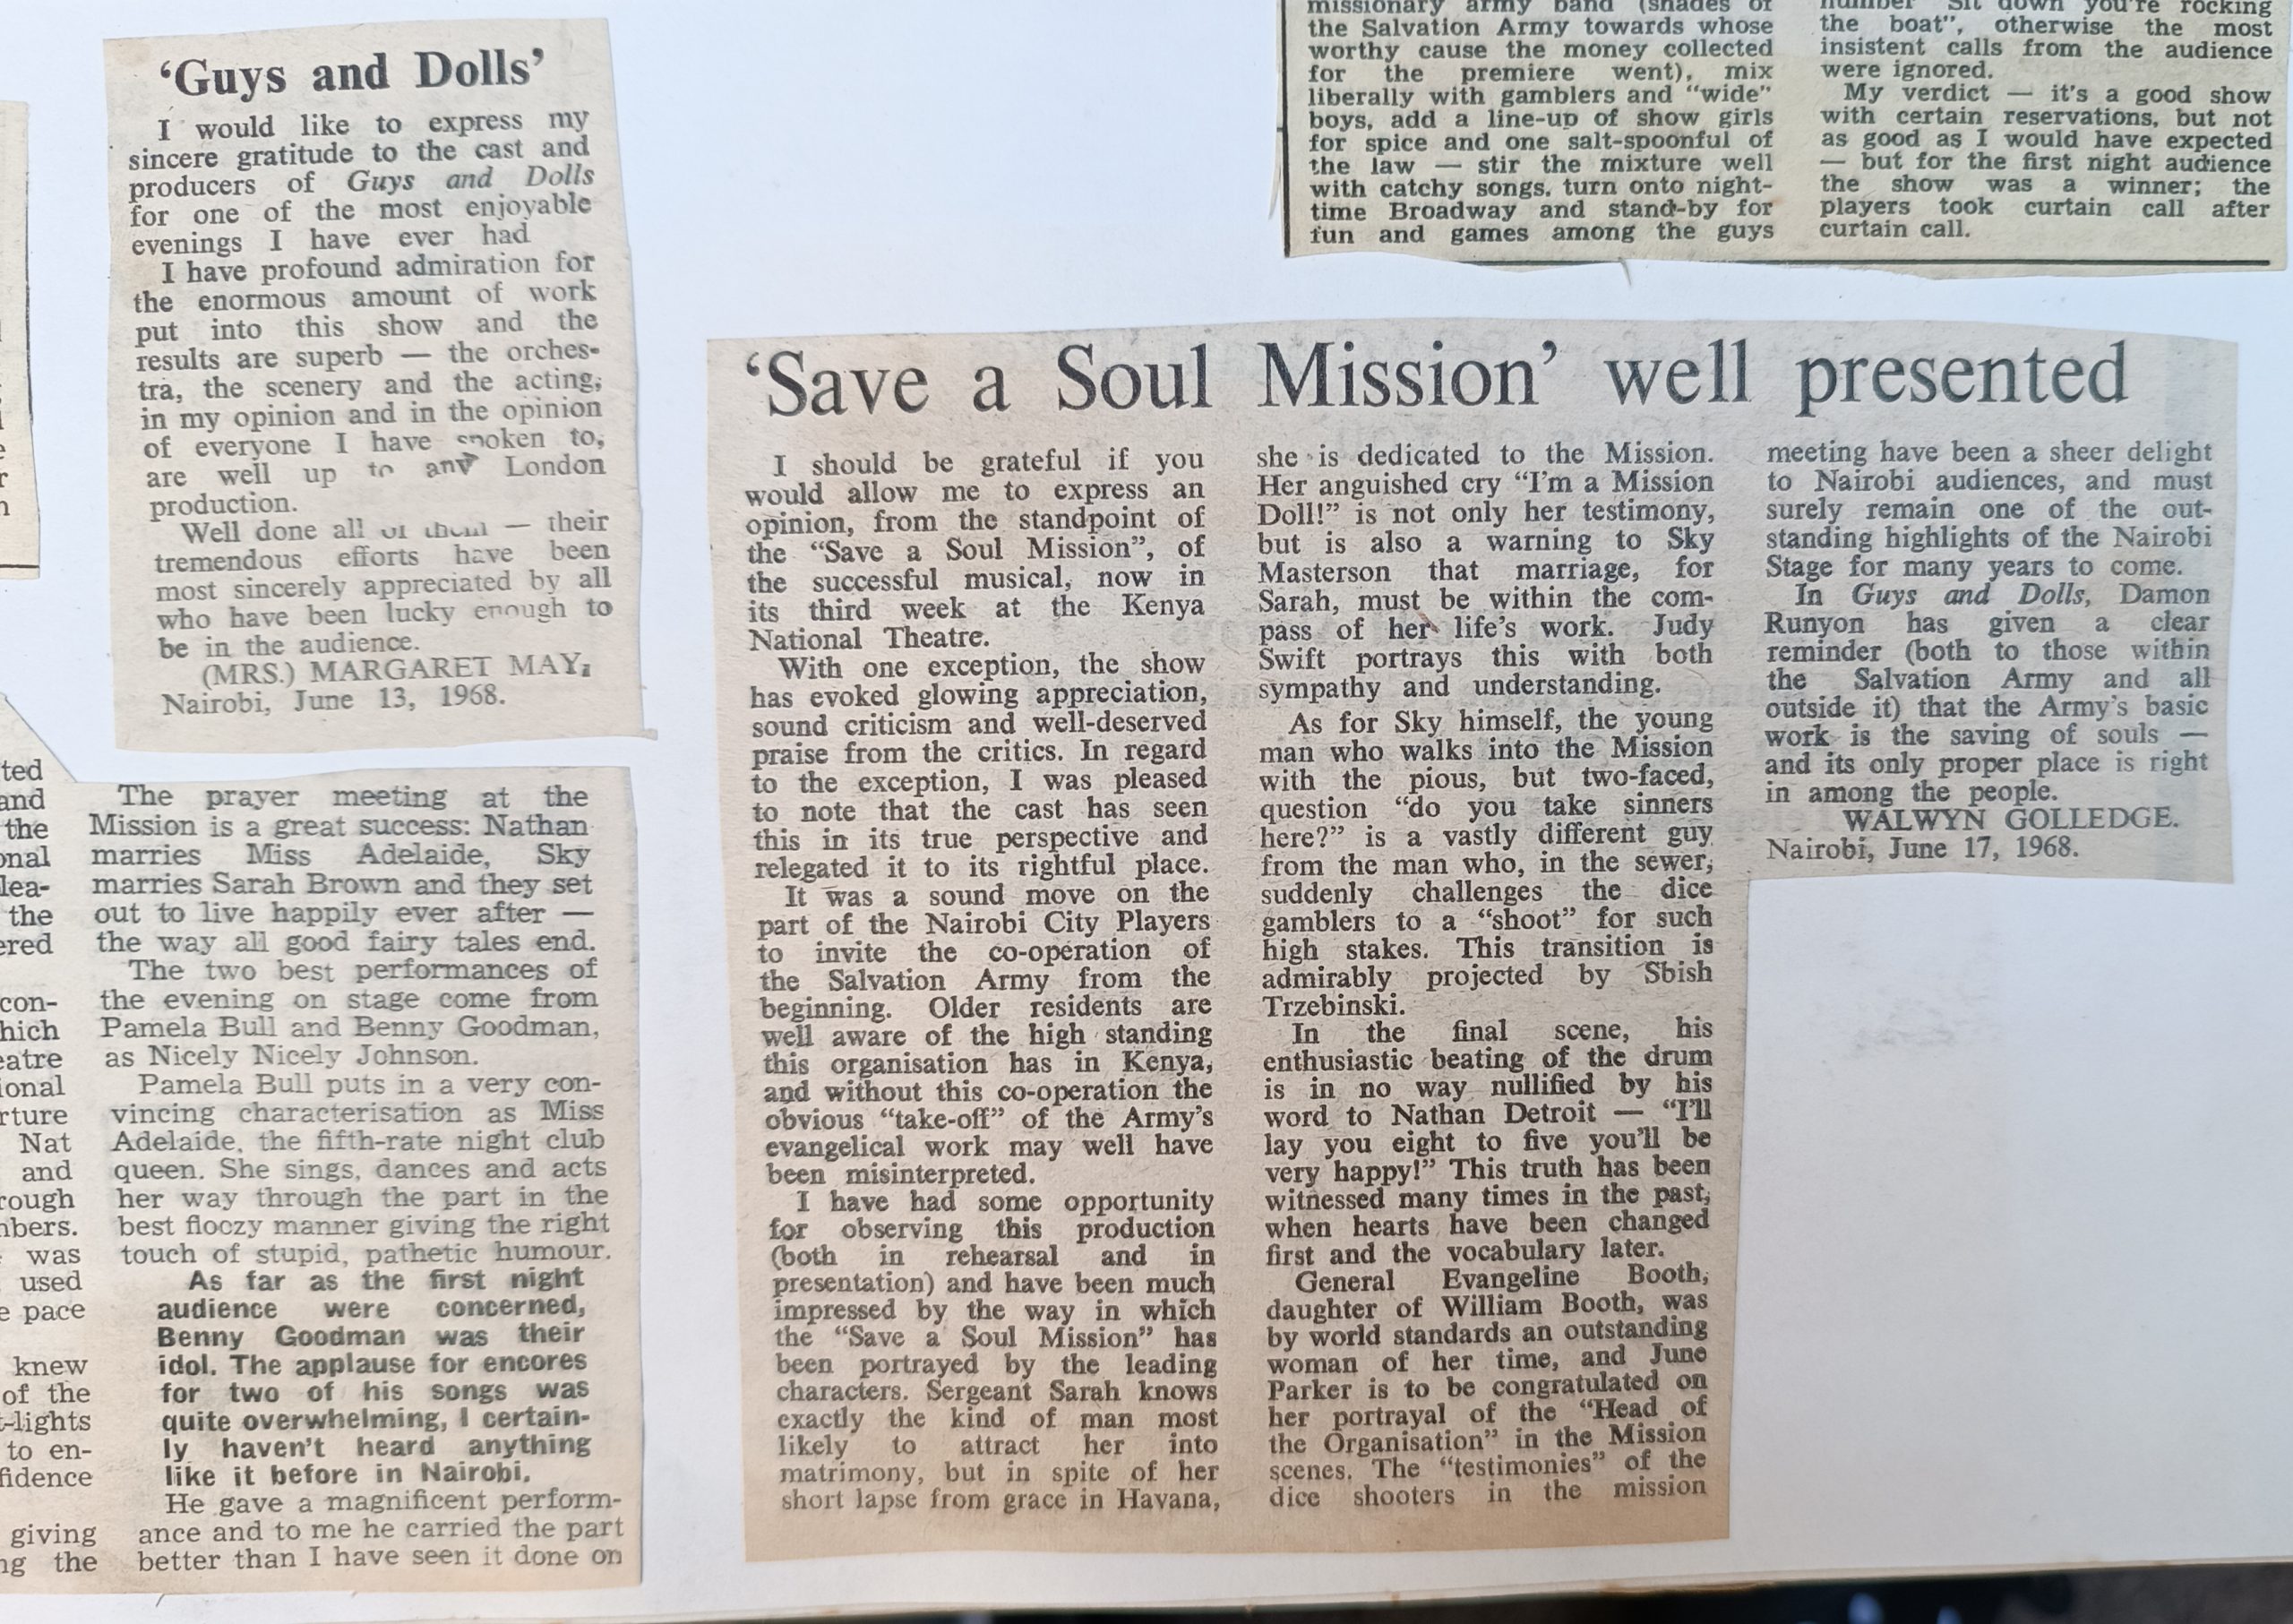 ‘Guys and Dolls’
I would like to express my
sincere gratitude to the cast and
producers of Guys and Dolls
for one of the most enjoyable
evenings I have ever had
I have profound admiration for
the enormous amount of work
put into this show and the
results are superb — the orches-
tra, the scenery and the acting,
in my opinion and in the opinion
of everyone I have spoken to,
are well up to any London
production.
Well done all of them — their
tremendous efforts have been
most sincerely appreciated by all
who have been lucky enough to
be in the audience.
(MRS.) MARGARET MAY,
Nairobi, June 13, 1968.
ted
and
the
onal
lea-
the
ered
con-
hich
eatre
ional
rture
Nat
and
rough
nbers.
was
used
e pace
knew
of the
t-lights
to en-
fidence
giving
ng the
The prayer meeting at the
Mission is a great success: Nathan
marries Miss Adelaide, Sky
marries Sarah Brown and they set
out to live happily ever after —
the way all good fairy tales end.
The two best performances of
the evening on stage come from
Pamela Bull and Benny Goodman,
as Nicely Nicely Johnson.
Pamela Bull puts in a very con-
vincing characterisation as Miss
Adelaide, the fifth-rate night club
queen. She sings, dances and acts
her way through the part in the
best floozy manner giving the right
touch of stupid, pathetic humour.
As far as the first night
audience were concerned,
Benny Goodman was their
idol. The applause for encores
for two of his songs was
quite overwhelming, I certain-
ly haven't heard anything
like it before in Nairobi.
He gave a magnificent perform-
ance and to me he carried the part
better than I have seen it done on
missionary army band (shades of
the Salvation Army towards whose
worthy cause the money collected
for the premiere went), mix
liberally with gamblers and "wide"
boys, add a line-up of show girls
for spice and one salt-spoonful of
the law — stir the mixture well
with catchy songs. turn onto night-
time Broadway and stand-by for
fun and games among the guys
number "Sit down you're rocking
the boat", otherwise the most
insistent calls from the audience
were ignored.
My verdict — it's a good show
with certain reservations, but not
as good as I would have expected
— but for the first night audience
the show was a winner; the
players took curtain call after
curtain call.
‘Save a Soul Mission’ well presented
I should be grateful if you
would allow me to express an
opinion, from the standpoint of
the “Save a Soul Mission”, of
the successful musical, now in
its third week at the Kenya
National Theatre.
With one exception, the show
has evoked glowing appreciation,
sound criticism and well-deserved
praise from the critics. In regard
to the exception, I was pleased
to note that the cast has seen
this in its true perspective and
relegated it to its rightful place.
It was a sound move on the
part of the Nairobi City Players
to invite the co-operation of
the Salvation Army from the
beginning. Older residents are
well aware of the high standing
this organisation has in Kenya,
and without this co-operation the
obvious “take-off” of the Army's
evangelical work may well have
been misinterpreted.
I have had some opportunity
for observing this production
(both in rehearsal and in
presentation) and have been much
impressed by the way in which
the “Save a Soul Mission” has
been portrayed by the leading
characters. Sergeant Sarah knows
exactly the kind of man most
likely to attract her into
matrimony, but in spite of her
short lapse from grace in Havana,
she is dedicated to the Mission.
Her anguished cry “I'm a Mission
Doll!” is not only her testimony,
but is also a warning to Sky
Masterson that marriage, for
Sarah, must be within the com-
pass of her life's work. Judy
Swift portrays this with both
sympathy and understanding.
As for Sky himself, the young
man who walks into the Mission
with the pious, but two-faced,
question “do you take sinners
here?” is a vastly different guy
from the man who, in the sewer,
suddenly challenges the dice
gamblers to a “shoot” for such
high stakes. This transition is
admirably projected by Sbish
Trzebinski.
In the final scene, his
enthusiastic beating of the drum
is in no way nullified by his
word to Nathan Detroit — “I'll
lay you eight to five you'll be
very happy!” This truth has been
witnessed many times in the past,
when hearts have been changed
first and the vocabulary later.
General Evangeline Booth,
daughter of William Booth, was
by world standards an outstanding
woman of her time, and June
Parker is to be congratulated on
her portrayal of the “Head of
the Organisation” in the Mission
scenes. The “testimonies” of the
dice shooters in the mission
meeting have been a sheer delight
to Nairobi audiences, and must
surely remain one of the out-
standing highlights of the Nairobi
Stage for many years to come.
In Guys and Dolls, Damon
Runyon has given a clear
reminder (both to those within
the Salvation Army and all
outside it) that the Army's basic
work is the saving of souls —
and its only proper place is right
in among the people.
WALWYN GOLLEDGE.
Nairobi, June 17, 1968.